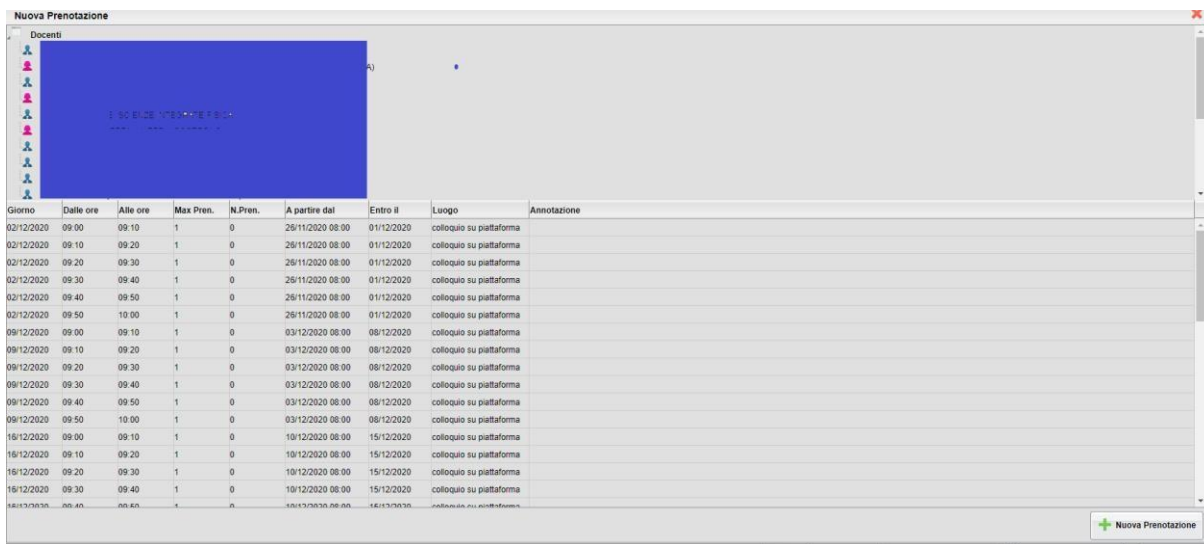 Nuova Prenotazione
Docenti
A)
Giorno Dalle ore Alle ore Max Pren. N.Pren. A partire dal Entro il Luogo Annotazione
02/12/2020 09:00 09:10 1 0 26/11/2020 08:00 01/12/2020 colloquio su piattaforma
02/12/2020 09:10 09:20 1 0 26/11/2020 08:00 01/12/2020 colloquio su piattaforma
02/12/2020 09:20 09:30 1 0 26/11/2020 08:00 01/12/2020 colloquio su piattaforma
02/12/2020 09:30 09:40 1 0 26/11/2020 08:00 01/12/2020 colloquio su piattaforma
02/12/2020 09:40 09:50 1 0 26/11/2020 08:00 01/12/2020 colloquio su piattaforma
02/12/2020 09:50 10:00 1 0 26/11/2020 08:00 01/12/2020 colloquio su piattaforma
09/12/2020 09:00 09:10 1 0 03/12/2020 08:00 08/12/2020 colloquio su piattaforma
09/12/2020 09:10 09:20 1 0 03/12/2020 08:00 08/12/2020 colloquio su piattaforma
09/12/2020 09:20 09:30 1 0 03/12/2020 08:00 08/12/2020 colloquio su piattaforma
09/12/2020 09:30 09:40 1 0 03/12/2020 08:00 08/12/2020 colloquio su piattaforma
09/12/2020 09:40 09:50 1 0 03/12/2020 08:00 08/12/2020 colloquio su piattaforma
09/12/2020 09:50 10:00 1 0 03/12/2020 08:00 08/12/2020 colloquio su piattaforma
16/12/2020 09:00 09:10 1 0 10/12/2020 08:00 15/12/2020 colloquio su piattaforma
16/12/2020 09:10 09:20 1 0 10/12/2020 08:00 15/12/2020 colloquio su piattaforma
16/12/2020 09:20 09:30 1 0 10/12/2020 08:00 15/12/2020 colloquio su piattaforma
16/12/2020 09:30 09:40 1 0 10/12/2020 08:00 15/12/2020 colloquio su piattaforma
Nuova Prenotazione